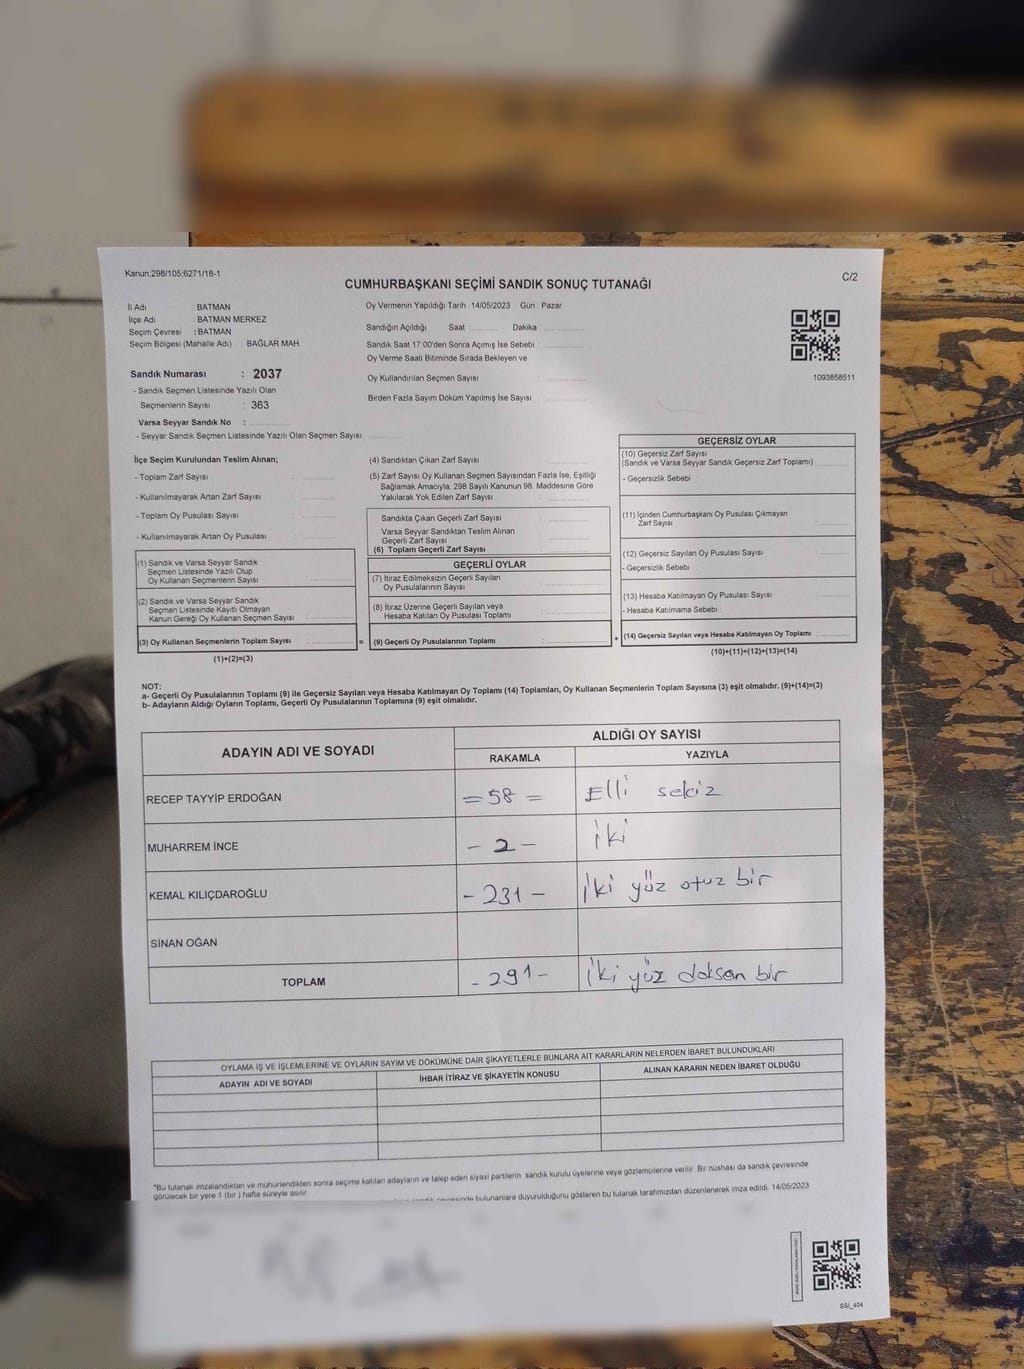 Kanun;298/105;6271/18-1
CUMHURBAŞKANI SEÇİMİ SANDIK SONUÇ TUTANAĞI
C/2
İl Adı BATMAN
İlçe Adı BATMAN MERKEZ
Seçim Çevresi : BATMAN
Seçim Bölgesi (Mahalle Adı) : BAĞLAR MAH.
Sandık Numarası : 2037
- Sandık Seçmen Listesinde Yazılı Olan
Seçmenlerin Sayısı : 363
Varsa Seyyar Sandık No :
- Seyyar Sandık Seçmen Listesinde Yazılı Olan Seçmen Sayısı
Oy Vermenin Yapıldığı Tarih : 14/05/2023 Gün : Pazar
Sandığın Açıldığı Saat Dakika :
Sandık Saat 17:00'den Sonra Açımış İse Sebebi
Oy Verme Saati Bitiminde Sırada Bekleyen ve
Oy Kullandırılan Seçmen Sayısı
Birden Fazla Sayım Döküm Yapılmış İse Sayısı
1093858511
İlçe Seçim Kurulundan Teslim Alınan;
- Toplam Zarf Sayısı
- Kullanılmayarak Artan Zarf Sayısı
- Toplam Oy Pusulası Sayısı
- Kullanılmayarak Artan Oy Pusulası
(1) Sandık ve Varsa Seyyar Sandık
Seçmen Listesinde Yazılı Olup
Oy Kullanan Seçmenlerin Sayısı
(2) Sandık ve Varsa Seyyar Sandık
Seçmen Listesinde Kayıtlı Olmayan
Kanun Gereği Oy Kullanan Seçmen Sayısı
(3) Oy Kullanan Seçmenlerin Toplam Sayısı
(1)+(2)=(3)
(4) Sandıktan Çıkan Zarf Sayısı
(5) Zarf Sayısı Oy Kullanan Seçmen Sayısından Fazla İse, Eşitliği
Sağlamak Amacıyla, 298 Sayılı Kanunun 98. Maddesine Göre
Yakılarak Yok Edilen Zarf Sayısı
Sandıkta Çıkan Geçerli Zarf Sayısı
Varsa Seyyar Sandıktan Teslim Alınan
Geçerli Zarf Sayısı
(6) Toplam Geçerli Zarf Sayısı
GEÇERLİ OYLAR
(7) İtiraz Edilmeksizin Geçerli Sayılan
Oy Pusulalarının Sayısı
(8) İtiraz Üzerine Geçerli Sayılan veya
Hesaba Katılan Oy Pusulası Toplamı
= (9) Geçerli Oy Pusulalarının Toplamı
GEÇERSİZ OYLAR
(10) Geçersiz Zarf Sayısı
(Sandık ve Varsa Seyyar Sandık Geçersiz Zarf Toplamı)
- Geçersizlik Sebebi
(11) İçinden Cumhurbaşkanı Oy Pusulası Çıkmayan
Zarf Sayısı
(12) Geçersiz Sayılan Oy Pusulası Sayısı
- Geçersizlik Sebebi
(13) Hesaba Katılmayan Oy Pusulası Sayısı
- Hesaba Katılmama Sebebi
+ (14) Geçersiz Sayılan veya Hesaba Katılmayan Oy Toplamı
(10)+(11)+(12)+(13)=(14)
NOT:
a- Geçerli Oy Pusulalarının Toplamı (9) ile Geçersiz Sayılan veya Hesaba Katılmayan Oy Toplamı (14) Toplamları, Oy Kullanan Seçmenlerin Toplam Sayısına (3) eşit olmalıdır. (9)+(14)=(3)
b- Adayların Aldığı Oyların Toplamı, Geçerli Oy Pusulalarının Toplamına (9) eşit olmalıdır.
ADAYIN ADI VE SOYADI
ALDIĞI OY SAYISI
RAKAMLA YAZIYLA
RECEP TAYYİP ERDOĞAN = 58 = Elli sekiz
MUHARREM İNCE - 2 - iki
KEMAL KILIÇDAROĞLU - 231 - iki yüz otuz bir
SİNAN OĞAN
TOPLAM - 291 - iki yüz doksan bir
OYLAMA İŞ VE İŞLEMLERİNE VE OYLARIN SAYIM VE DÖKÜMÜNE DAİR ŞİKAYETLERLE BUNLARA AİT KARARLARIN NELERDEN İBARET BULUNDUKLARI
ADAYIN ADI VE SOYADI İHBAR İTİRAZ VE ŞİKAYETİN KONUSU ALINAN KARARIN NEDEN İBARET OLDUĞU
*Bu tutanak imzalandıktan ve mühürlendikten sonra seçime katılan adayların ve talep eden siyasi partilerin sandık kurulu üyelerine veya gözlemcilerine verilir. Bir nüshası da sandık çevresinde
görülecek bir yere 1 (bir ) hafta süreyle asılır.
bulunanlara duyurulduğunu gösteren bu tutanak tarafımızdan düzenlenerek imza edildi. 14/05/2023
SSİ_404